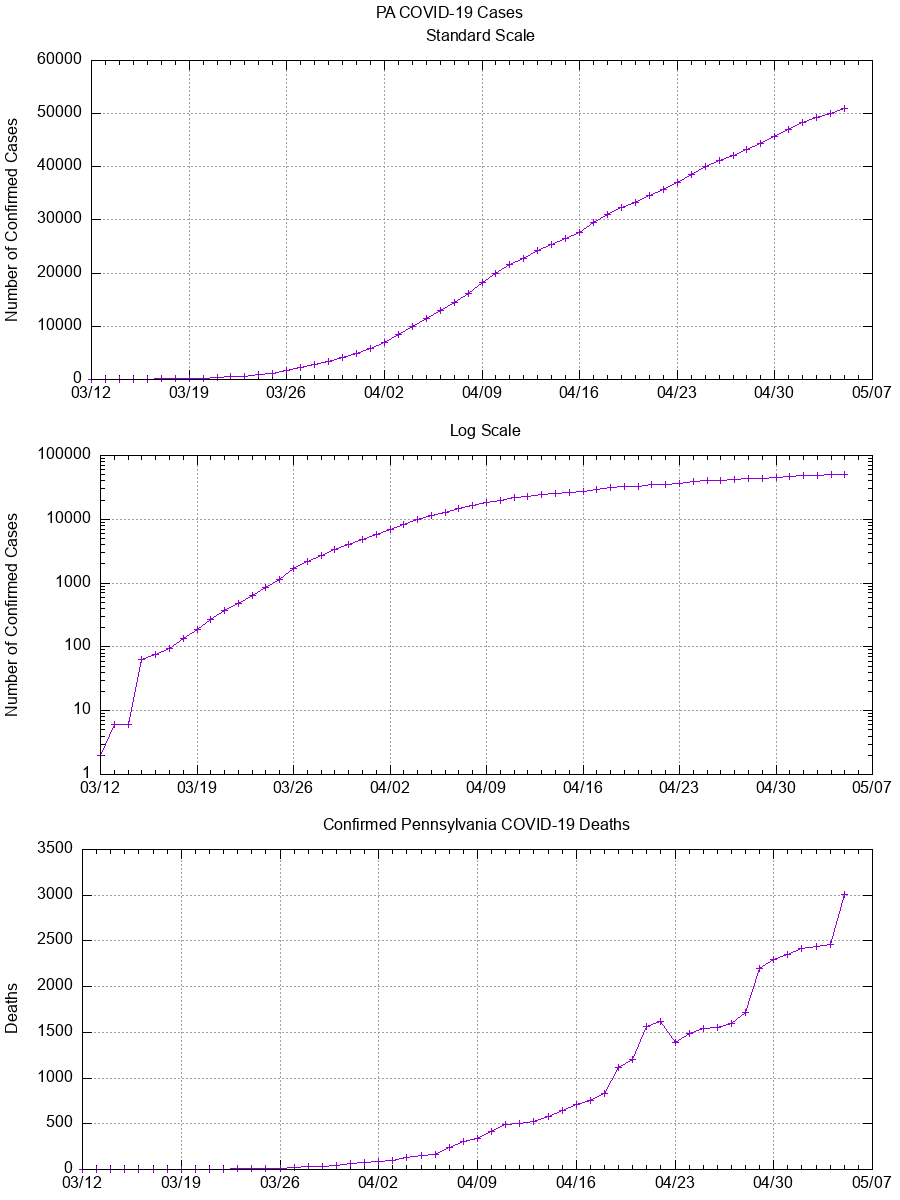 PA COVID-19 Cases
Standard Scale
Number of Confirmed Cases
60000
50000
40000
30000
20000
10000
0
03/12 03/19 03/26 04/02 04/09 04/16 04/23 04/30 05/07
Log Scale
Number of Confirmed Cases
100000
10000
1000
100
10
1
03/12 03/19 03/26 04/02 04/09 04/16 04/23 04/30 05/07
Confirmed Pennsylvania COVID-19 Deaths
Deaths
3500
3000
2500
2000
1500
1000
500
0
03/12 03/19 03/26 04/02 04/09 04/16 04/23 04/30 05/07